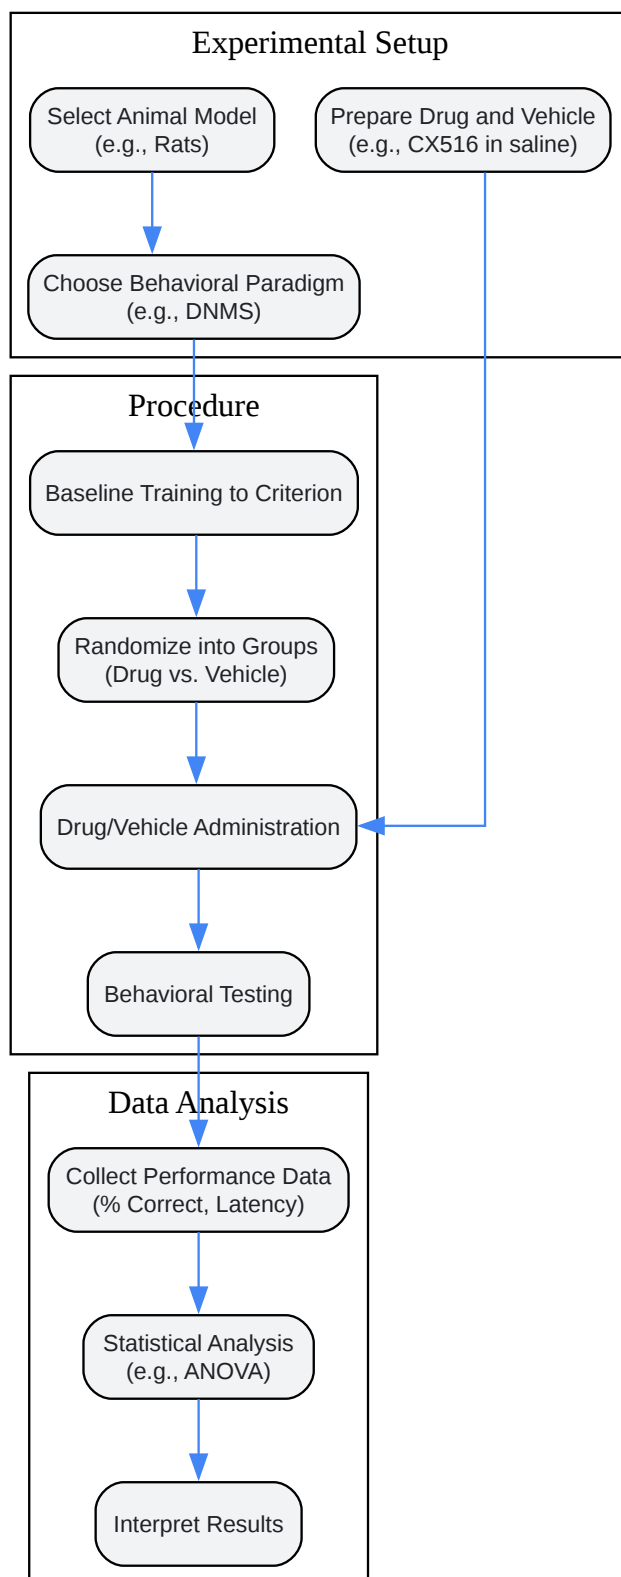 Experimental Setup
Select Animal Model
(e.g., Rats)
Prepare Drug and Vehicle
(e.g., CX516 in saline)
Choose Behavioral Paradigm
(e.g., DNMS)
Procedure
Baseline Training to Criterion
Randomize into Groups
(Drug vs. Vehicle)
Drug/Vehicle Administration
Behavioral Testing
Data Analysis
Collect Performance Data
(% Correct, Latency)
Statistical Analysis
(e.g., ANOVA)
Interpret Results